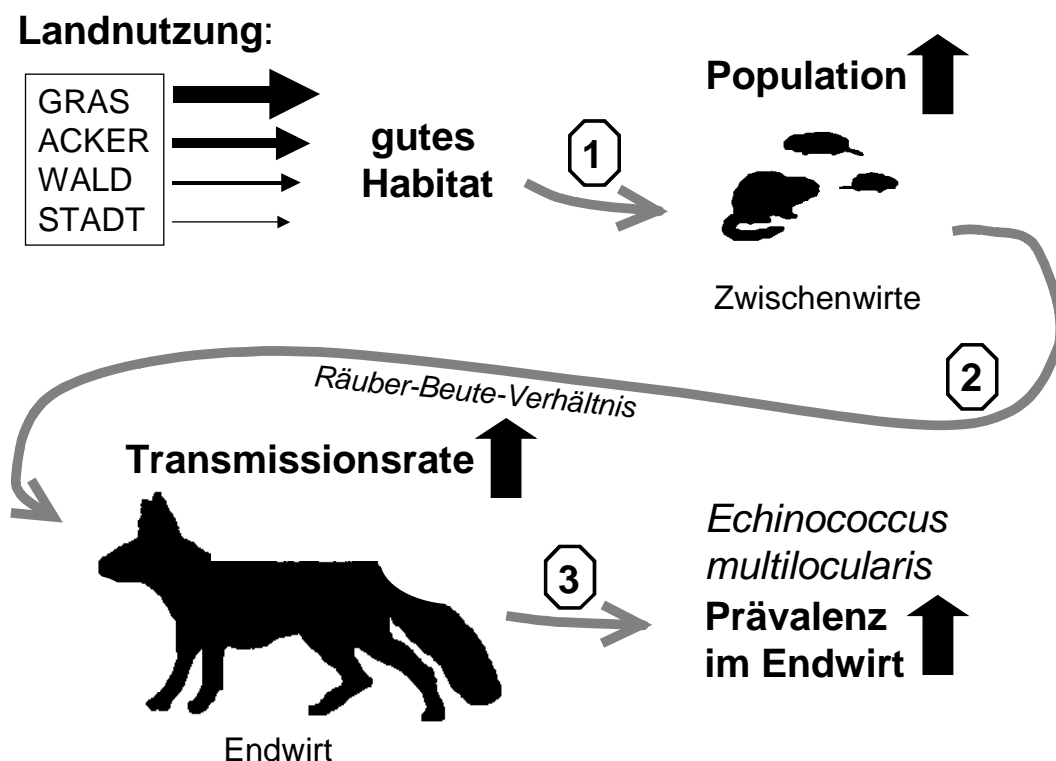 Landnutzung:
GRAS
ACKER
WALD
STADT
gutes
Habitat
1
Population
Zwischenwirte
2
Räuber-Beute-Verhältnis
Transmissionsrate
Endwirt
3
Echinococcus
multilocularis
Prävalenz
im Endwirt